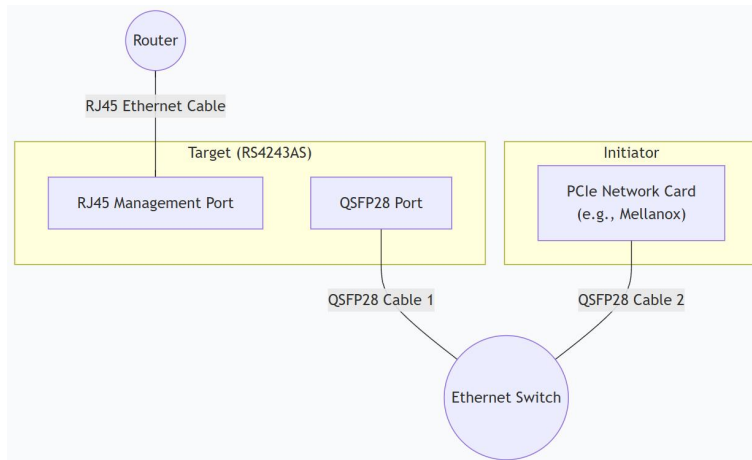 Router
RJ45 Ethernet Cable
Target (RS4243AS)
Initiator
RJ45 Management Port
QSFP28 Port
PCIe Network Card
(e.g., Mellanox)
QSFP28 Cable 1
QSFP28 Cable 2
Ethernet Switch